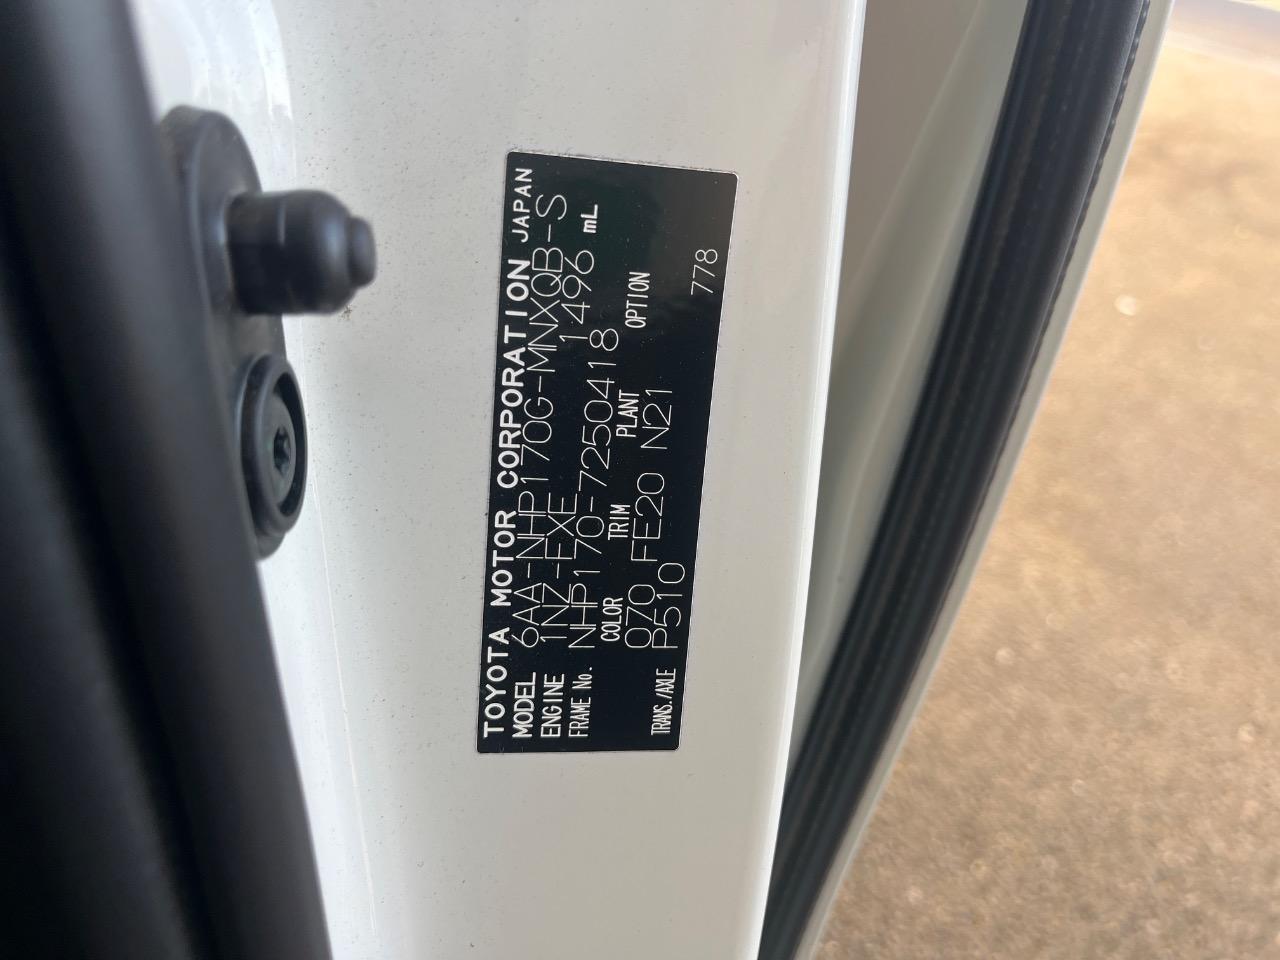 TOYOTA MOTOR CORPORATION JAPAN
MODEL 6AA-NHP170G-MNXQB-S
ENGINE 1NZ-FXE 1496 mL
FRAME No. NHP170-7250418
COLOR TRIM PLANT OPTION
070 FE20 N21
TRANS./AXLE P510 778